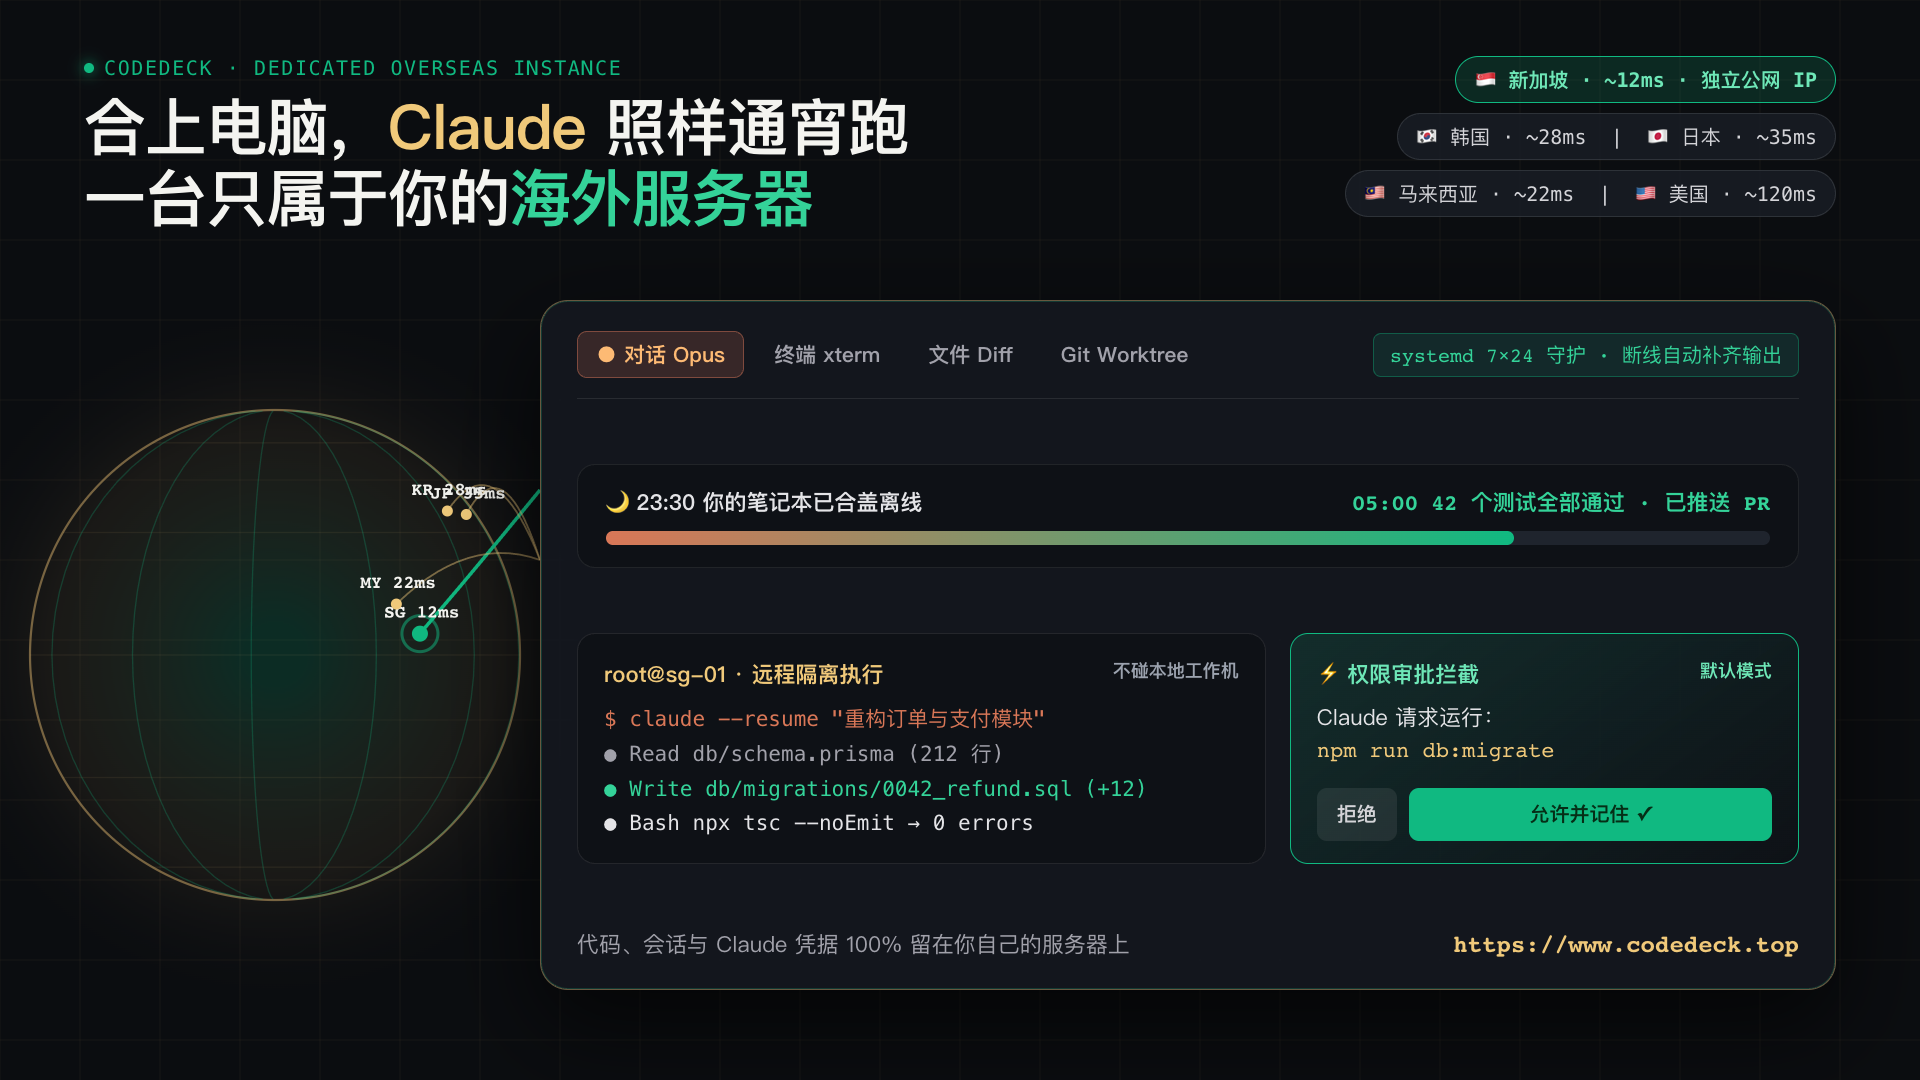 CODEDECK · DEDICATED OVERSEAS INSTANCE
合上电脑，Claude 照样通宵跑
一台只属于你的海外服务器
🇸🇬 新加坡 · ~12ms · 独立公网 IP
🇰🇷 韩国 · ~28ms | 🇯🇵 日本 · ~35ms
🇲🇾 马来西亚 · ~22ms | 🇺🇸 美国 · ~120ms
对话 Opus
终端 xterm
文件 Diff
Git Worktree
systemd 7×24 守护 · 断线自动补齐输出
KR 28ms
JP 35ms
MY 22ms
SG 12ms
🌙 23:30 你的笔记本已合盖离线
05:00 42 个测试全部通过 · 已推送 PR
root@sg-01 · 远程隔离执行
不碰本地工作机
$ claude --resume "重构订单与支付模块"
● Read db/schema.prisma (212 行)
● Write db/migrations/0042_refund.sql (+12)
● Bash npx tsc --noEmit → 0 errors
⚡ 权限审批拦截
默认模式
Claude 请求运行：
npm run db:migrate
拒绝
允许并记住 ✓
代码、会话与 Claude 凭据 100% 留在你自己的服务器上
https://www.codedeck.top